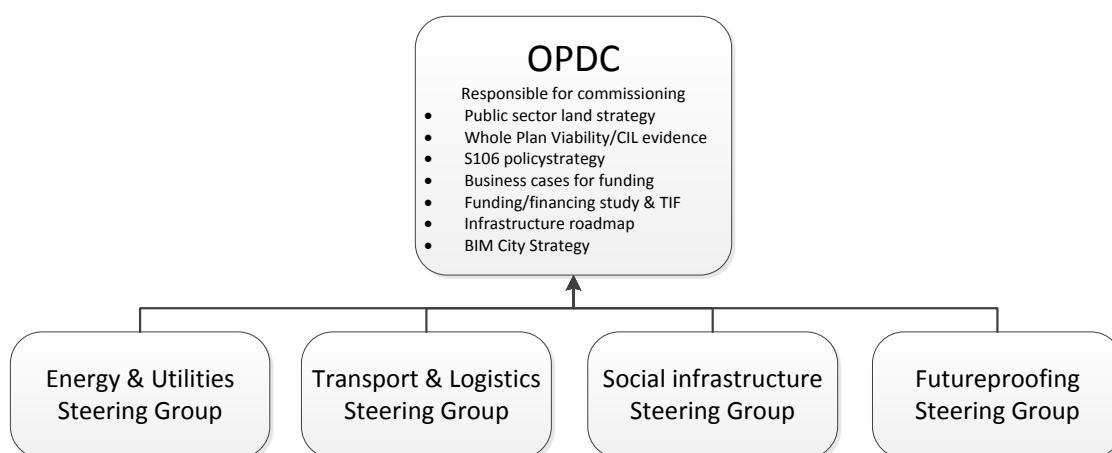 OPDC
Responsible for commissioning
• Public sector land strategy
• Whole Plan Viability/CIL evidence
• S106 policystrategy
• Business cases for funding
• Funding/financing study & TIF
• Infrastructure roadmap
• BIM City Strategy
Energy & Utilities
Steering Group
Transport & Logistics
Steering Group
Social infrastructure
Steering Group
Futureproofing
Steering Group